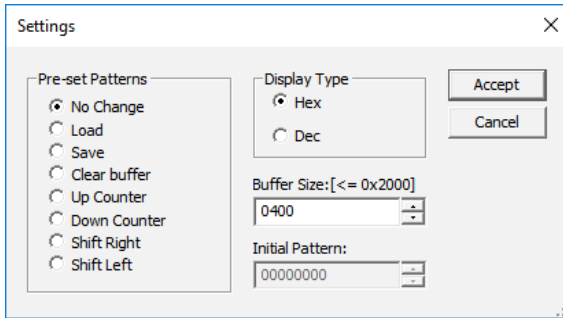 Settings
Pre-set Patterns
No Change
Load
Save
Clear buffer
Up Counter
Down Counter
Shift Right
Shift Left
Display Type
Hex
Dec
Buffer Size:[<= 0x2000]
0400
Initial Pattern:
00000000
Accept
Cancel